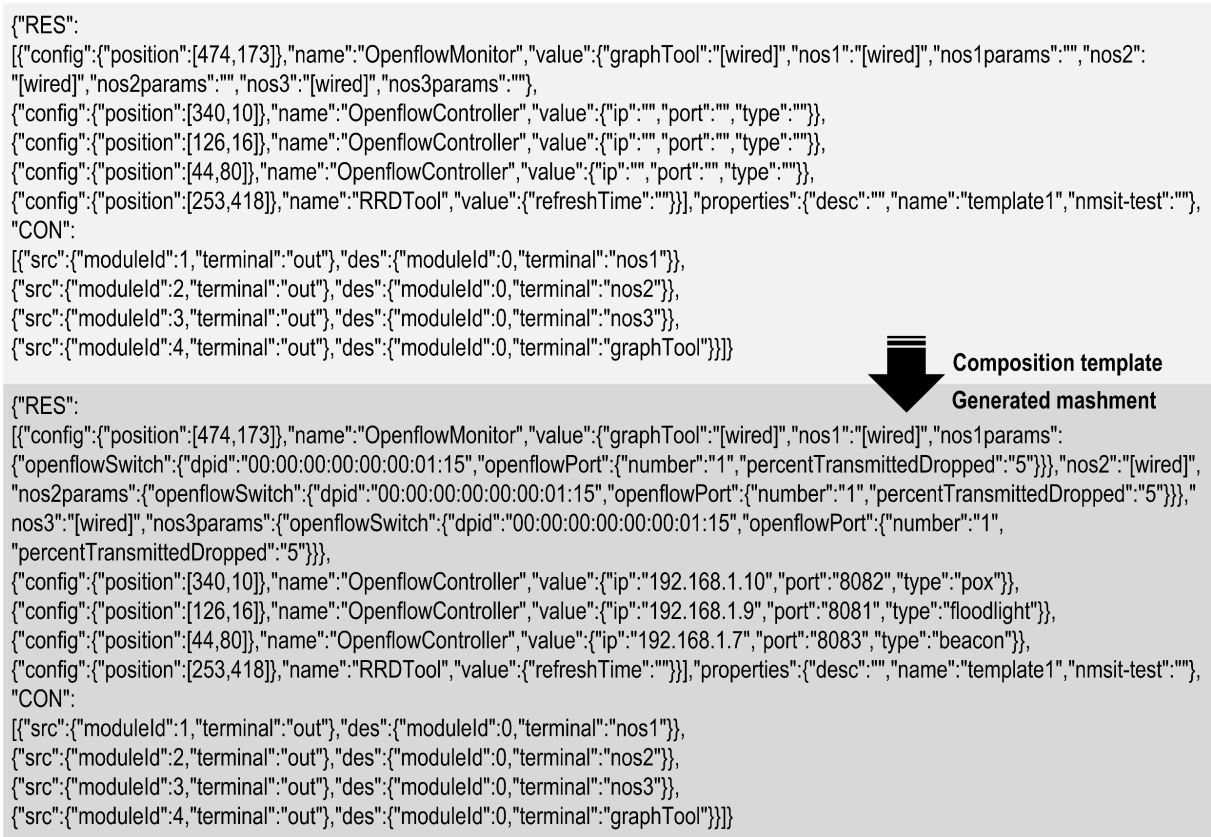 {"RES":
[{"config":{"position":[474,173]},"name":"OpenflowMonitor","value":{"graphTool":"[wired]","nos1":"[wired]","nos1params":"","nos2":
"[wired]","nos2params":"","nos3":"[wired]","nos3params":""},
{"config":{"position":[340,10]},"name":"OpenflowController","value":{"ip":"","port":"","type":""}},
{"config":{"position":[126,16]},"name":"OpenflowController","value":{"ip":"","port":"","type":""}},
{"config":{"position":[44,80]},"name":"OpenflowController","value":{"ip":"","port":"","type":""}},
{"config":{"position":[253,418]},"name":"RRDTool","value":{"refreshTime":""}}],"properties":{"desc":"","name":"template1","nmsit-test":""},
"CON":
[{"src":{"moduleId":1,"terminal":"out"},"des":{"moduleId":0,"terminal":"nos1"}},
{"src":{"moduleId":2,"terminal":"out"},"des":{"moduleId":0,"terminal":"nos2"}},
{"src":{"moduleId":3,"terminal":"out"},"des":{"moduleId":0,"terminal":"nos3"}},
{"src":{"moduleId":4,"terminal":"out"},"des":{"moduleId":0,"terminal":"graphTool"}}]}
Composition template
Generated mashment
{"RES":
[{"config":{"position":[474,173]},"name":"OpenflowMonitor","value":{"graphTool":"[wired]","nos1":"[wired]","nos1params":
{"openflowSwitch":{"dpid":"00:00:00:00:00:00:01:15","openflowPort":{"number":"1","percentTransmittedDropped":"5"}}},"nos2":"[wired]",
"nos2params":{"openflowSwitch":{"dpid":"00:00:00:00:00:00:01:15","openflowPort":{"number":"1","percentTransmittedDropped":"5"}}},"
nos3":"[wired]","nos3params":{"openflowSwitch":{"dpid":"00:00:00:00:00:00:01:15","openflowPort":{"number":"1",
"percentTransmittedDropped":"5"}}},
{"config":{"position":[340,10]},"name":"OpenflowController","value":{"ip":"192.168.1.10","port":"8082","type":"pox"}},
{"config":{"position":[126,16]},"name":"OpenflowController","value":{"ip":"192.168.1.9","port":"8081","type":"floodlight"}},
{"config":{"position":[44,80]},"name":"OpenflowController","value":{"ip":"192.168.1.7","port":"8083","type":"beacon"}},
{"config":{"position":[253,418]},"name":"RRDTool","value":{"refreshTime":""}}],"properties":{"desc":"","name":"template1","nmsit-test":""},
"CON":
[{"src":{"moduleId":1,"terminal":"out"},"des":{"moduleId":0,"terminal":"nos1"}},
{"src":{"moduleId":2,"terminal":"out"},"des":{"moduleId":0,"terminal":"nos2"}},
{"src":{"moduleId":3,"terminal":"out"},"des":{"moduleId":0,"terminal":"nos3"}},
{"src":{"moduleId":4,"terminal":"out"},"des":{"moduleId":0,"terminal":"graphTool"}}]}